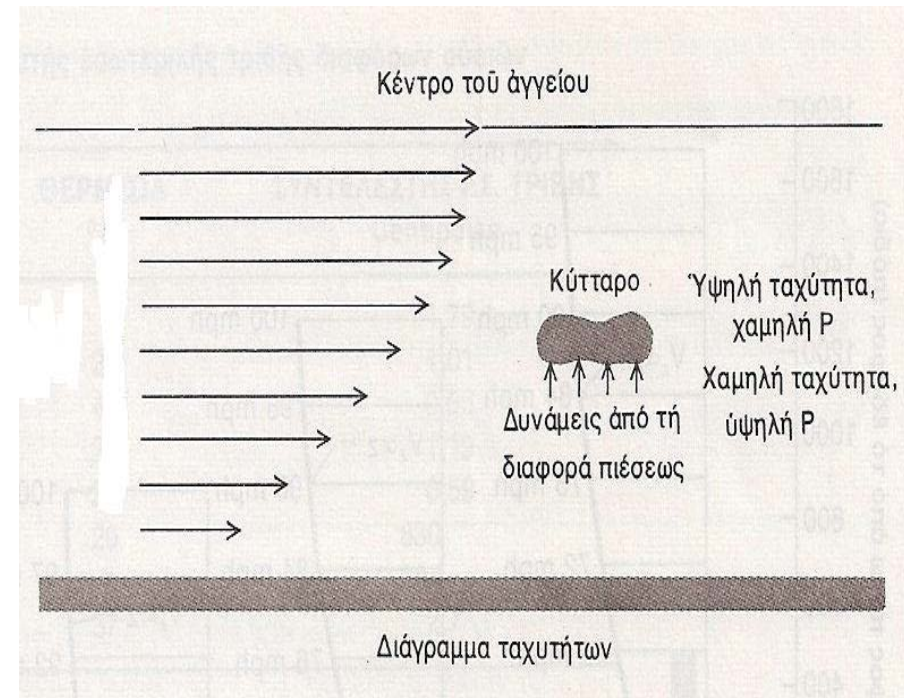 Κέντρο τοῦ ἀγγείου
Κύτταρο
Ὑψηλή ταχύτητα,
χαμηλή P
Χαμηλή ταχύτητα,
ὑψηλή P
Δυνάμεις ἀπό τή
διαφορά πιέσεως
Διάγραμμα ταχυτήτων